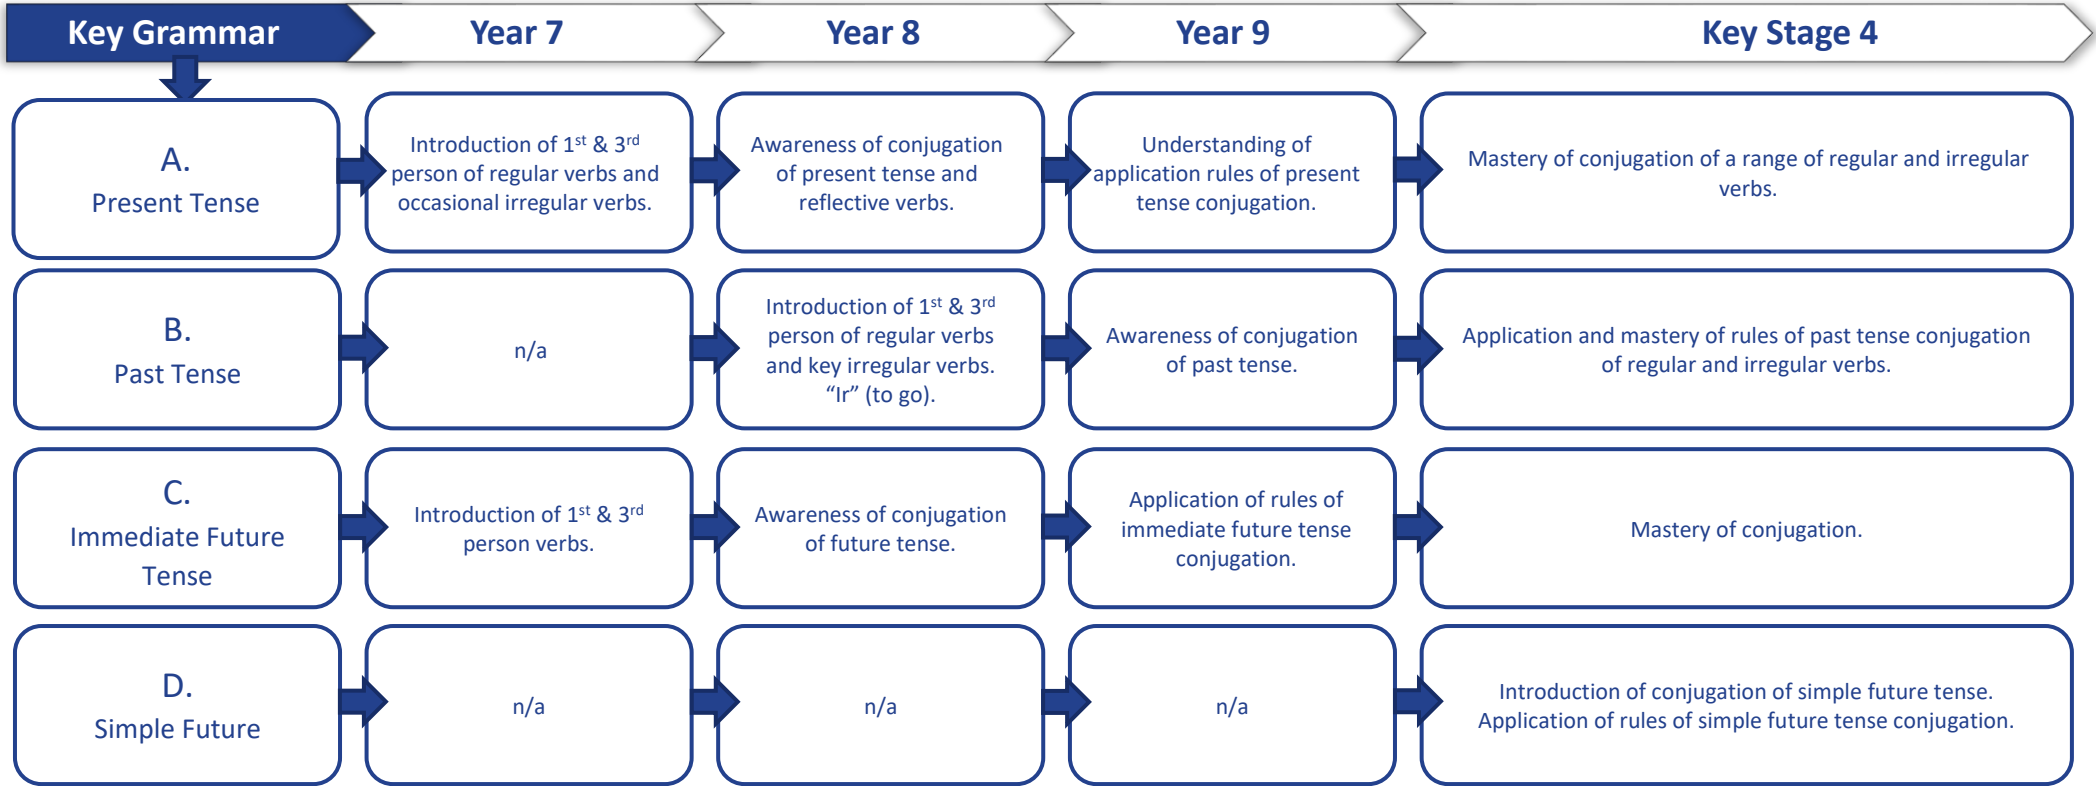 Key Grammar
Year 7
Year 8
Year 9
Key Stage 4
A.
Present Tense
Introduction of 1st & 3rd
person of regular verbs and
occasional irregular verbs.
Awareness of conjugation
of present tense and
reflective verbs.
Understanding of
application rules of present
tense conjugation.
Mastery of conjugation of a range of regular and irregular
verbs.
B.
Past Tense
n/a
Introduction of 1st & 3rd
person of regular verbs
and key irregular verbs.
“Ir” (to go).
Awareness of conjugation
of past tense.
Application and mastery of rules of past tense conjugation
of regular and irregular verbs.
C.
Immediate Future
Tense
Introduction of 1st & 3rd
person verbs.
Awareness of conjugation
of future tense.
Application of rules of
immediate future tense
conjugation.
Mastery of conjugation.
D.
Simple Future
n/a
n/a
n/a
Introduction of conjugation of simple future tense.
Application of rules of simple future tense conjugation.